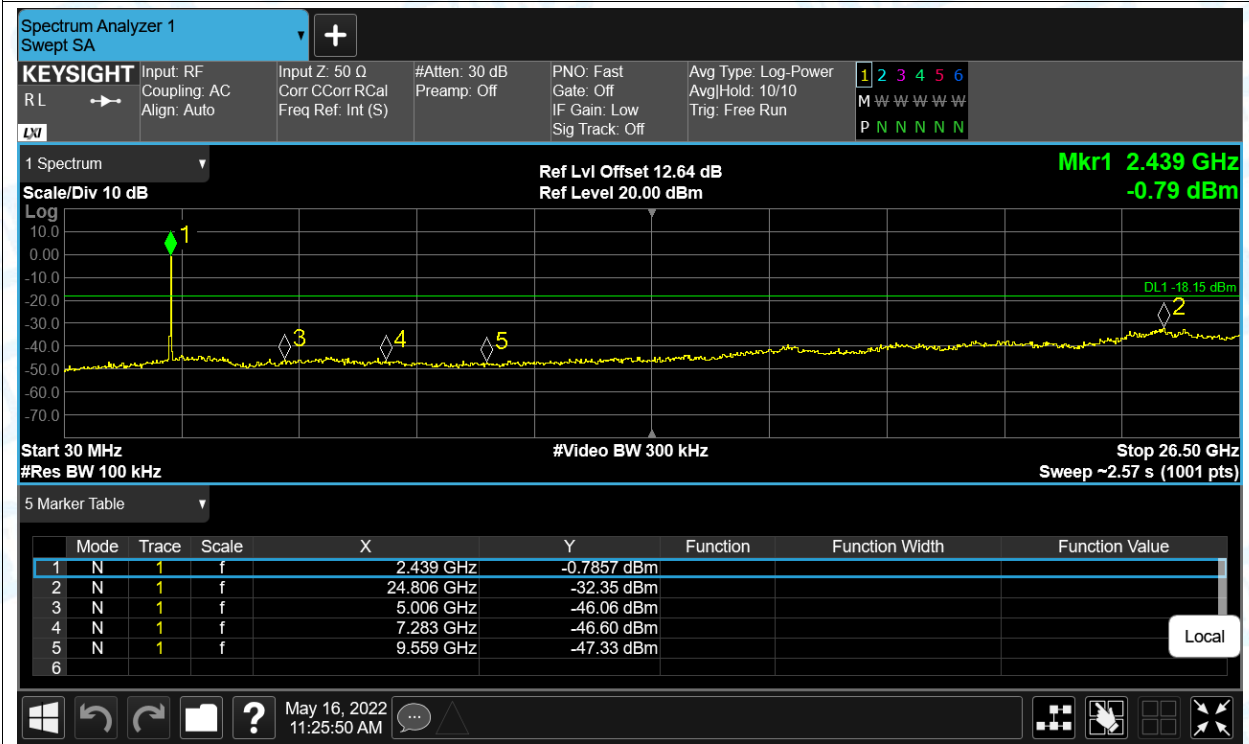 Spectrum Analyzer 1
Swept SA
KEYSIGHT
R L
LXI
Input: RF
Coupling: AC
Align: Auto
Input Z: 50 Ω
Corr CCorr RCal
Freq Ref: Int (S)
#Atten: 30 dB
Preamp: Off
PNO: Fast
Gate: Off
IF Gain: Low
Sig Track: Off
Avg Type: Log-Power
Avg|Hold: 10/10
Trig: Free Run
1 2 3 4 5 6
M W W W W W
P N N N N N
1 Spectrum
Scale/Div 10 dB
Ref Lvl Offset 12.64 dB
Ref Level 20.00 dBm
Mkr1 2.439 GHz
-0.79 dBm
Log
10.0
0.00
-10.0
-20.0
-30.0
-40.0
-50.0
-60.0
-70.0
1
DL1 -18.15 dBm
2
3
4
5
Start 30 MHz
#Res BW 100 kHz
#Video BW 300 kHz
Stop 26.50 GHz
Sweep ~2.57 s (1001 pts)
5 Marker Table
Mode Trace Scale X Y Function Function Width Function Value
1 N 1 f 2.439 GHz -0.7857 dBm
2 N 1 f 24.806 GHz -32.35 dBm
3 N 1 f 5.006 GHz -46.06 dBm
4 N 1 f 7.283 GHz -46.60 dBm
5 N 1 f 9.559 GHz -47.33 dBm
6
Local
?
May 16, 2022
11:25:50 AM